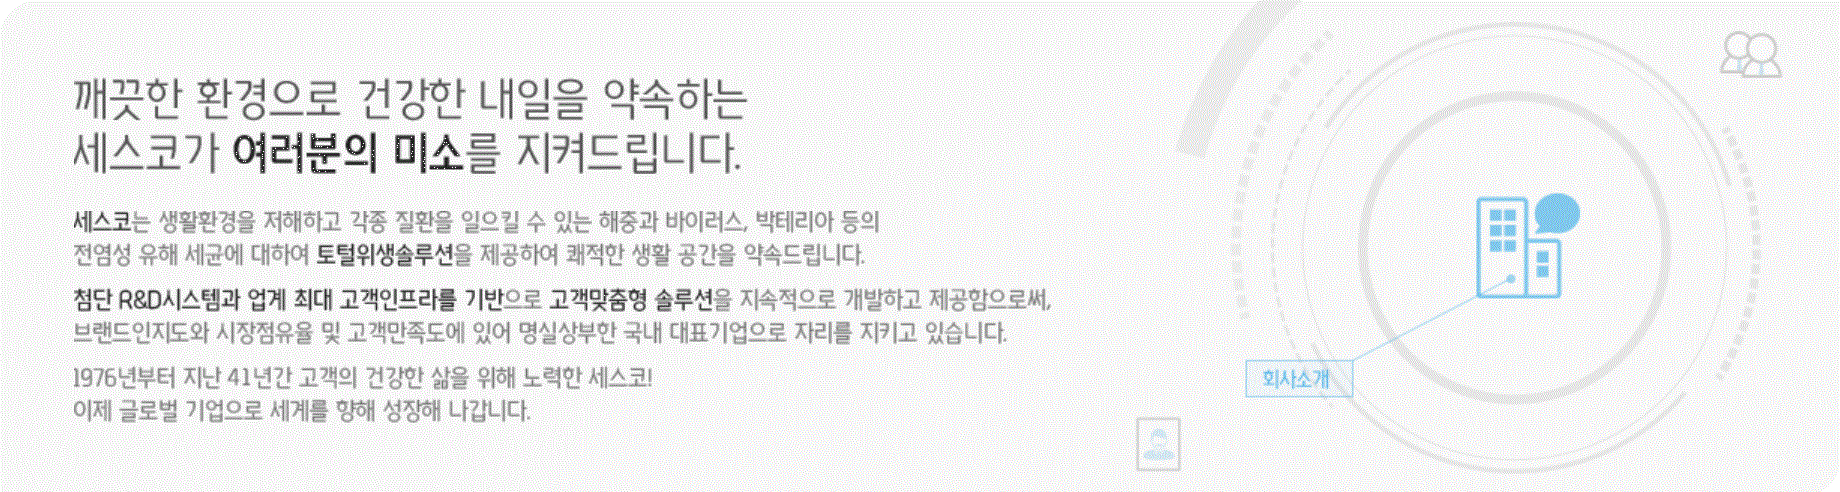 깨끗한 환경으로 건강한 내일을 약속하는
세스코가 여러분의 미소를 지켜드립니다.
세스코는 생활환경을 저해하고 각종 질환을 일으킬 수 있는 해충과 바이러스, 박테리아 등의
전염성 유해 세균에 대하여 토털위생솔루션을 제공하여 쾌적한 생활 공간을 약속드립니다.
첨단 R&D시스템과 업계 최대 고객인프라를 기반으로 고객맞춤형 솔루션을 지속적으로 개발하고 제공함으로써,
브랜드인지도와 시장점유율 및 고객만족도에 있어 명실상부한 국내 대표기업으로 자리를 지키고 있습니다.
1976년부터 지난 41년간 고객의 건강한 삶을 위해 노력한 세스코!
이제 글로벌 기업으로 세계를 향해 성장해 나갑니다.
회사소개